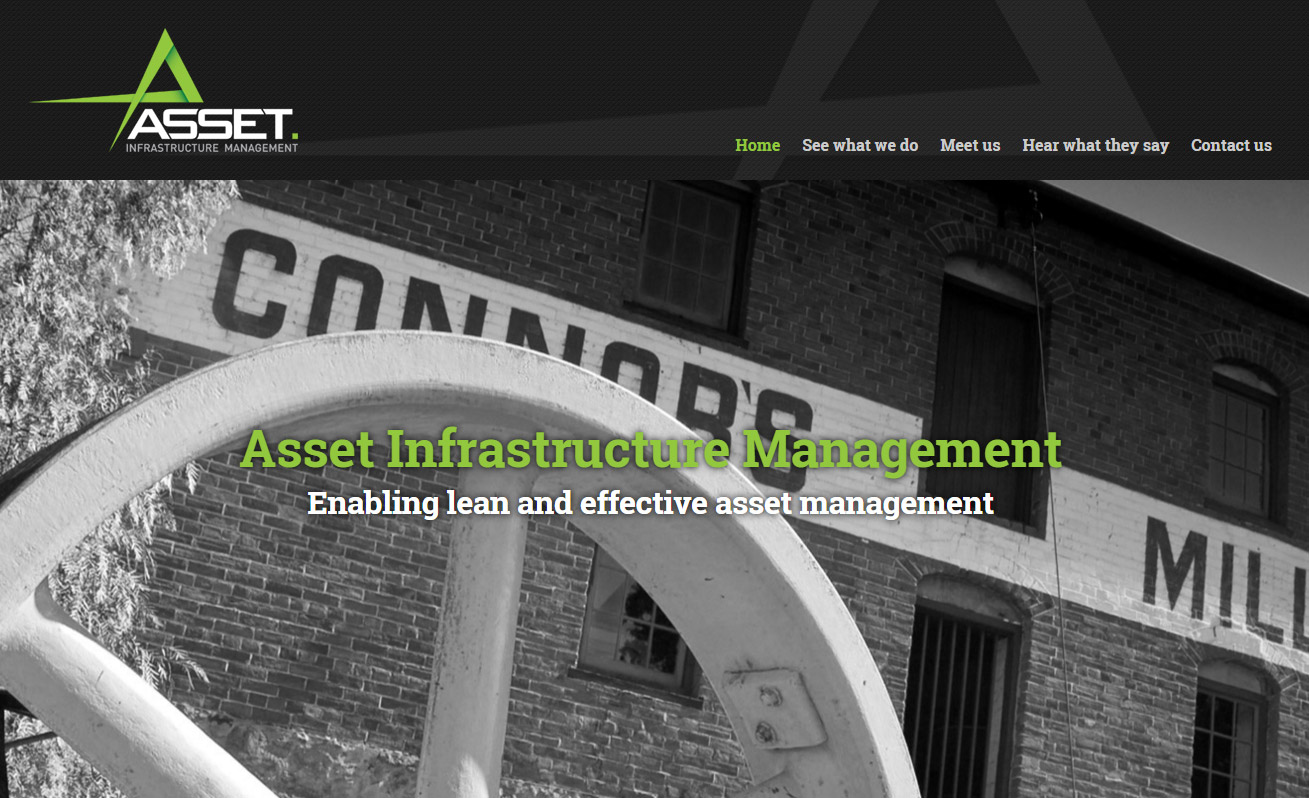 ASSET.
INFRASTRUCTURE MANAGEMENT
Home See what we do Meet us Hear what they say Contact us
CONNOR'S
MILL
Asset Infrastructure Management
Enabling lean and effective asset management